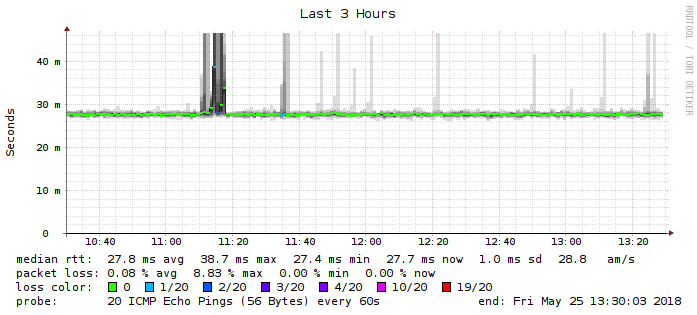 Last 3 Hours
RRDTOOL / TOBI OETIKER
Seconds
40 m
30 m
20 m
10 m
0
10:40 11:00 11:20 11:40 12:00 12:20 12:40 13:00 13:20
median rtt: 27.8 ms avg 38.7 ms max 27.4 ms min 27.7 ms now 1.0 ms sd 28.8 am/s
packet loss: 0.08 % avg 8.83 % max 0.00 % min 0.00 % now
loss color: 0 1/20 2/20 3/20 4/20 10/20 19/20
probe: 20 ICMP Echo Pings (56 Bytes) every 60s end: Fri May 25 13:30:03 2018